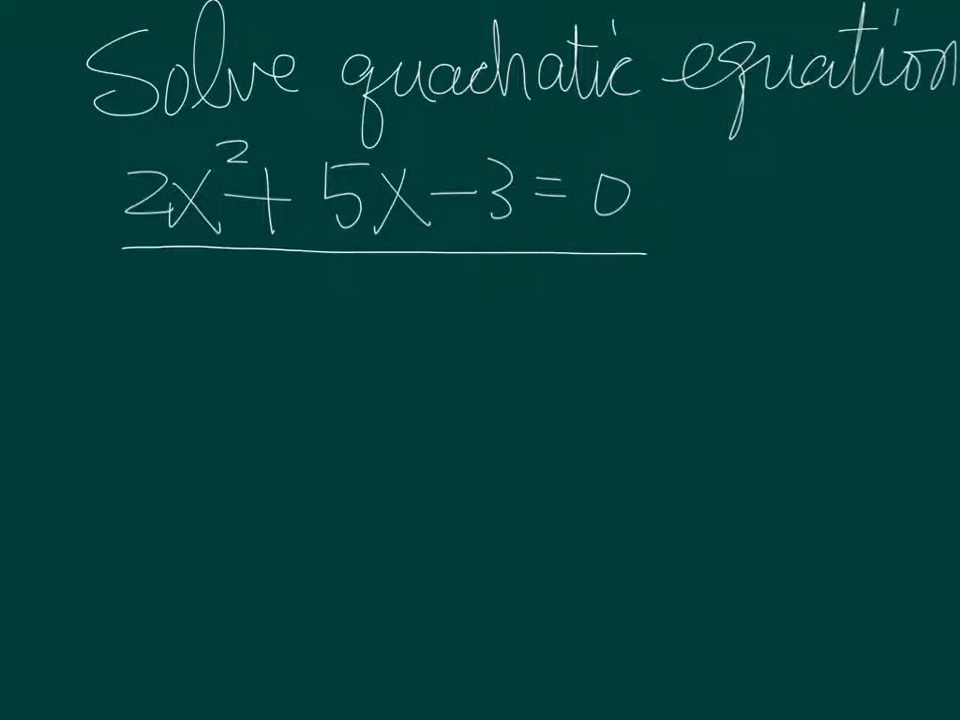 Solve quadratic equation
2x² + 5x - 3 = 0